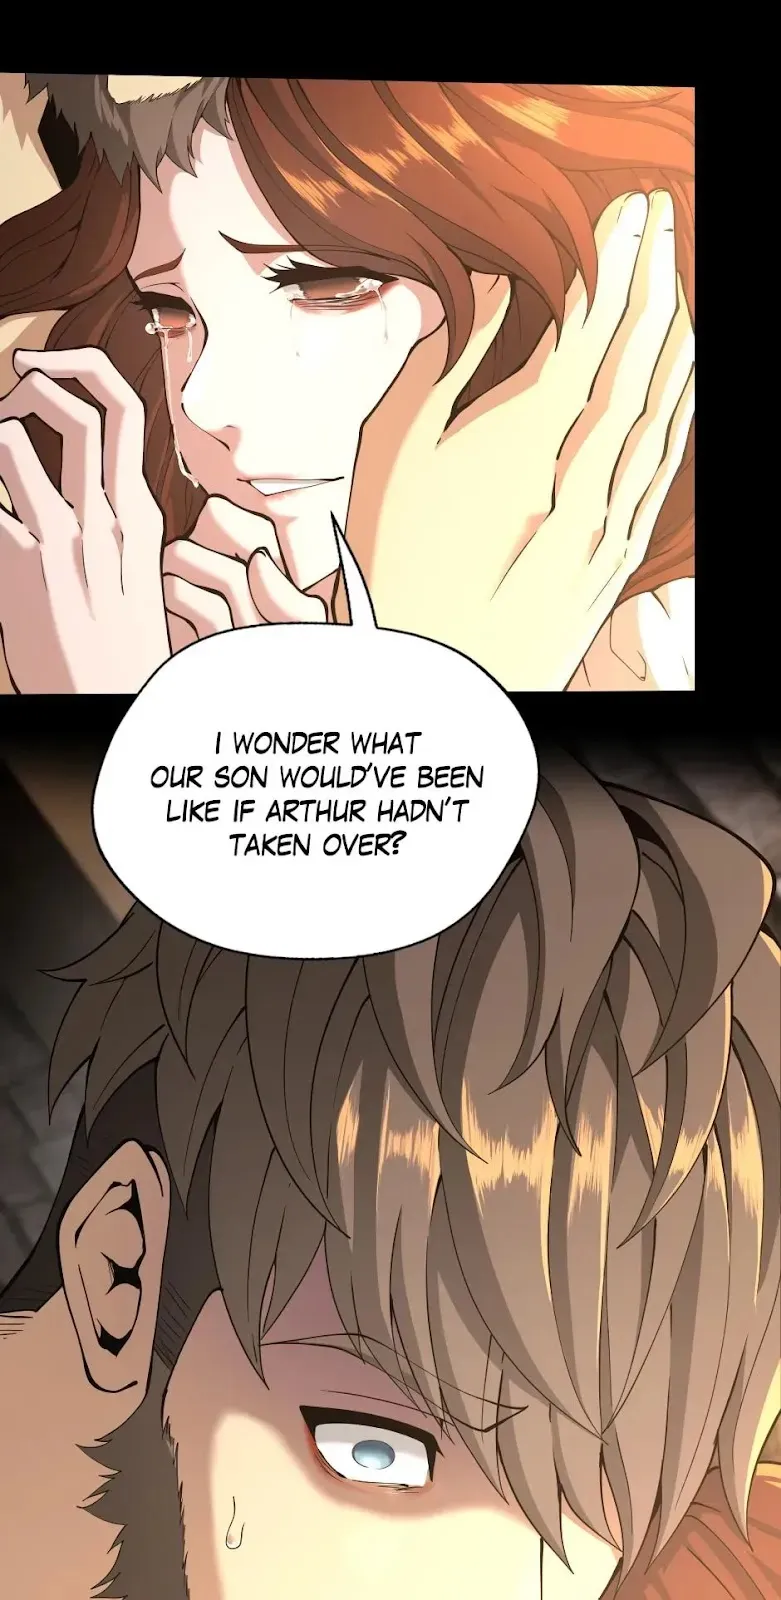 I WONDER WHAT
OUR SON WOULD'VE BEEN
LIKE IF ARTHUR HADN'T
TAKEN OVER?